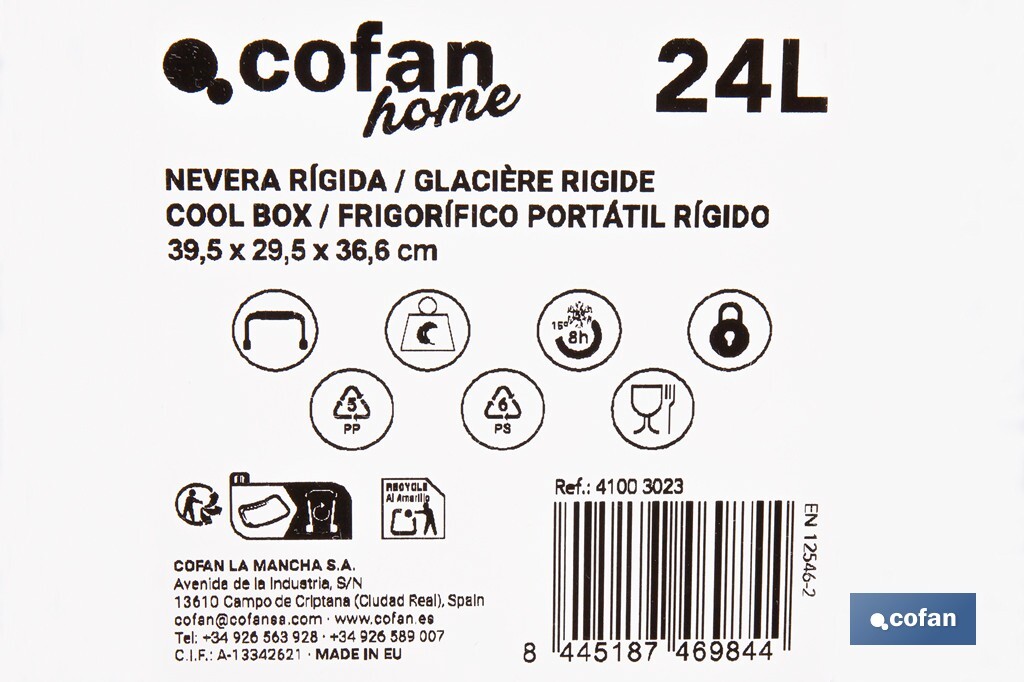 cofan
home
24L
NEVERA RÍGIDA / GLACIÈRE RIGIDE
COOL BOX / FRIGORÍFICO PORTÁTIL RÍGIDO
39,5 x 29,5 x 36,6 cm
15º
8h
5
PP
6
PS
RECYCLE
Al Amarillo
Ref.: 4100 3023
EN 12546-2
COFAN LA MANCHA S.A.
Avenida de la Industria, S/N
13610 Campo de Criptana (Ciudad Real), Spain
cofan@cofansa.com · www.cofan.es
Tel: +34 926 563 928 · +34 926 589 007
C.I.F.: A-13342621 · MADE IN EU
8 445187 469844
cofan